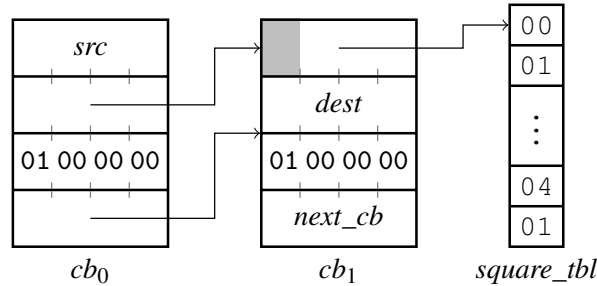 src
01 00 00 00
cb0
dest
01 00 00 00
next_cb
cb1
00
01
⋮
04
01
square_tbl